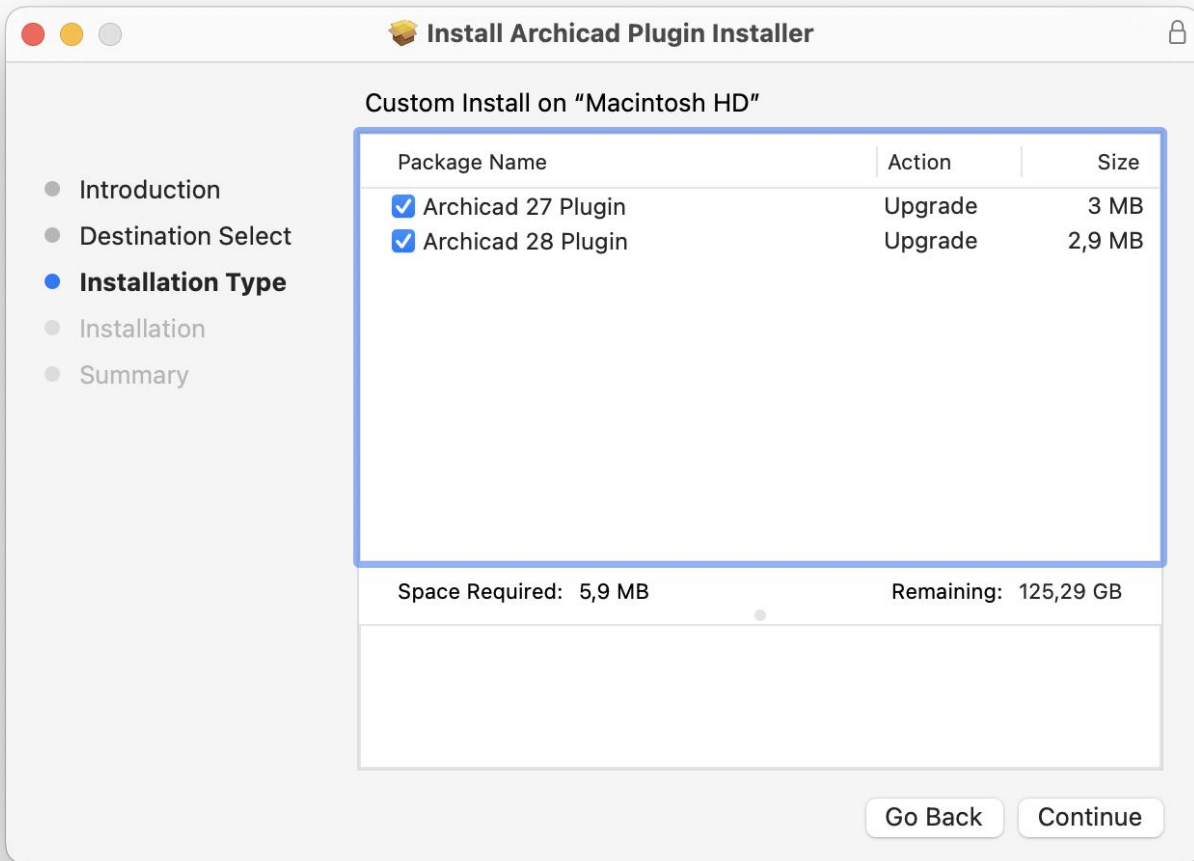 Install Archicad Plugin Installer
Custom Install on “Macintosh HD”
Introduction
Destination Select
Installation Type
Installation
Summary
Package Name Action Size
Archicad 27 Plugin Upgrade 3 MB
Archicad 28 Plugin Upgrade 2,9 MB
Space Required: 5,9 MB Remaining: 125,29 GB
Go Back Continue